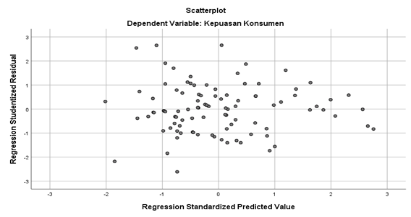 Scatterplot
Dependent Variable: Kepuasan Konsumen
Regression Studentized Residual
3
2
1
0
-1
-2
-3
-3 -2 -1 0 1 2 3
Regression Standardized Predicted Value